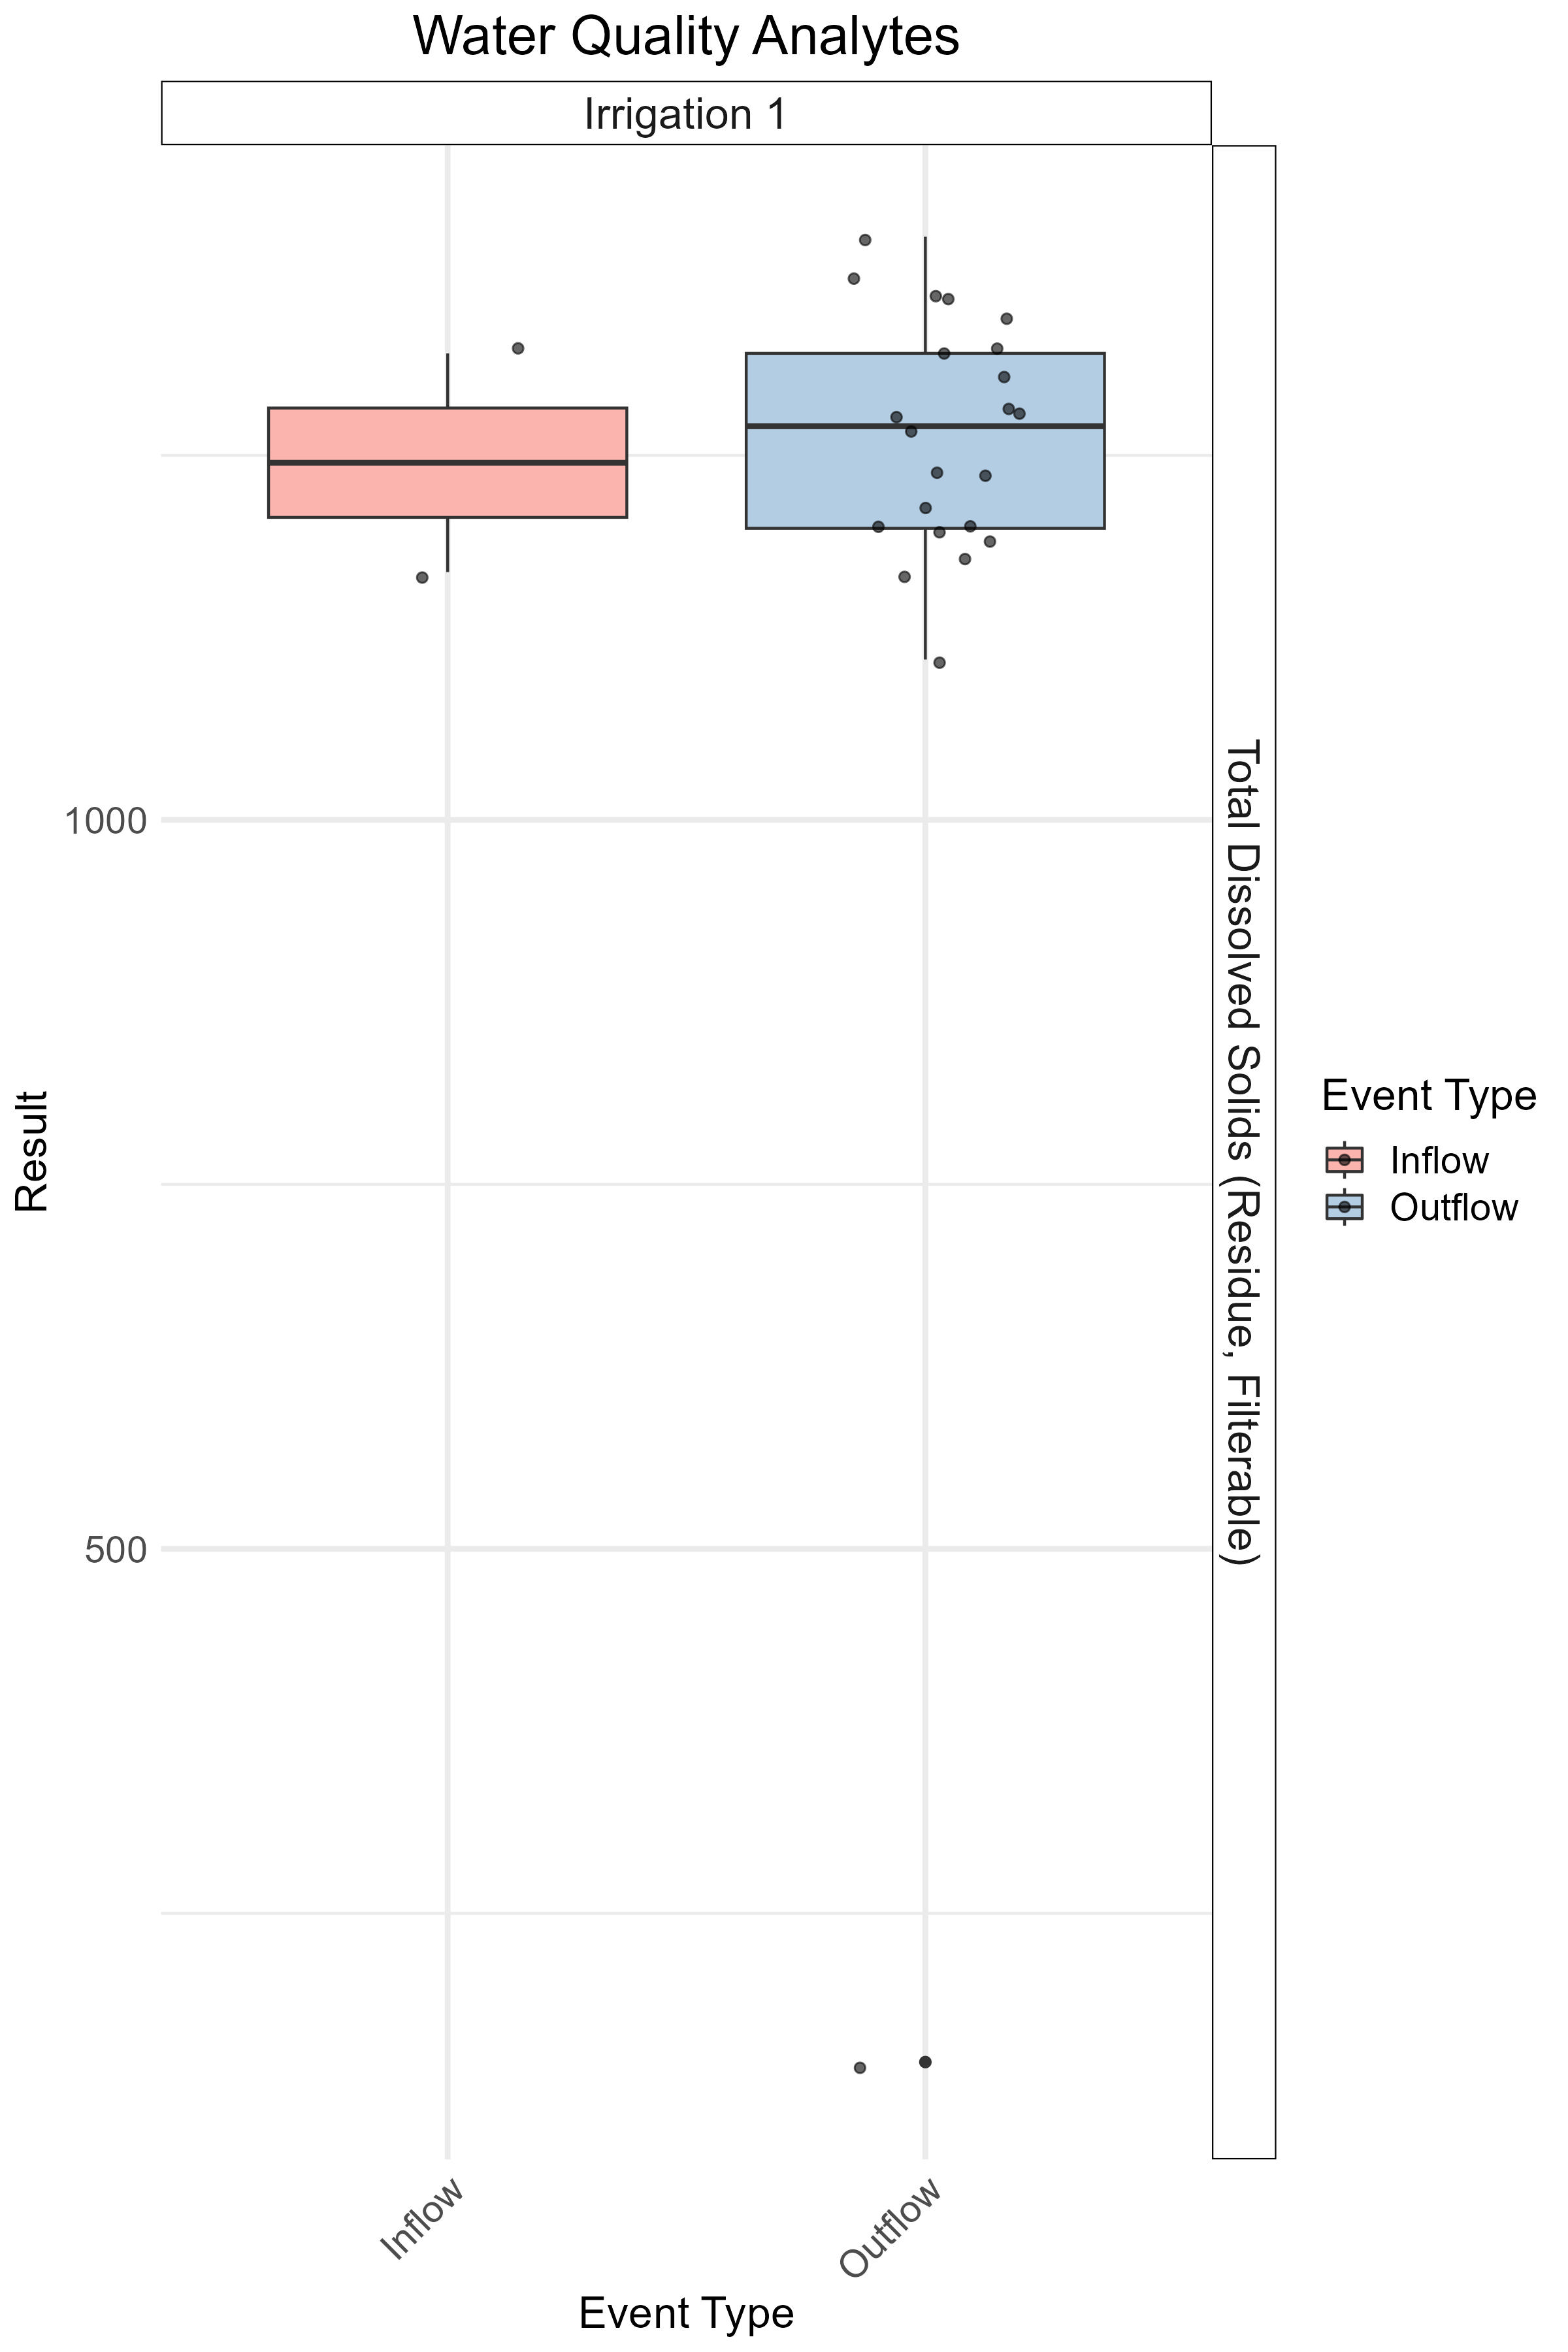 Water Quality Analytes
Irrigation 1
Total Dissolved Solids (Residue, Filterable)
Result
1000
500
Inflow
Outflow
Event Type
Event Type
Inflow
Outflow